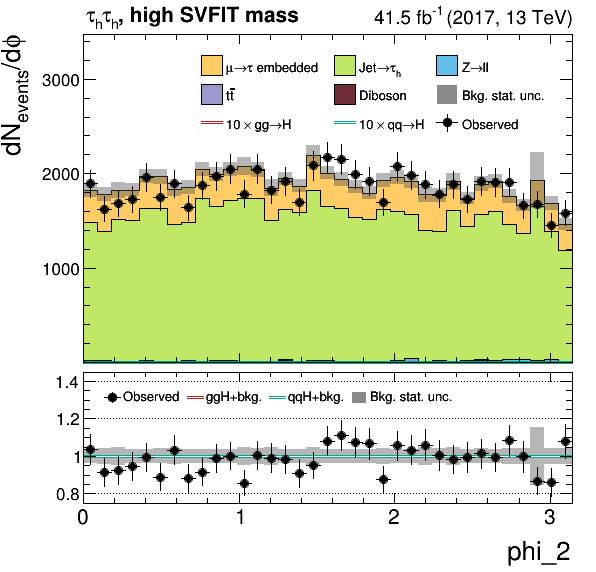 τhτh, high SVFIT mass 41.5 fb⁻¹ (2017, 13 TeV)
dNevents/dϕ
3000
2000
1000
μ→τ embedded Jet→τh Z→ll
tt̄ Diboson Bkg. stat. unc.
10×gg→H 10×qq→H Observed
1.4
1.2
1
0.8
Observed ggH+bkg. qqH+bkg. Bkg. stat. unc.
0 1 2 3
phi_2